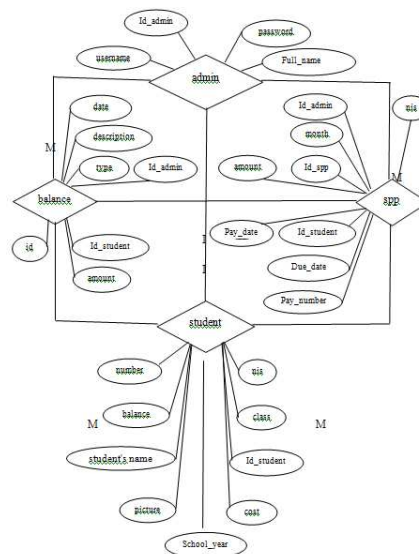 Id_admin
password
username
Full_name
admin
date
Id_admin
nis
description
month
M
type
Id_admin
amount
Id_spp
M
balance
spp
id
Id_student
Pay_date
Id_student
I
amount
Due_date
I
Pay_number
student
number
nis
balance
class
M
M
student's name
Id_student
picture
cost
School_year